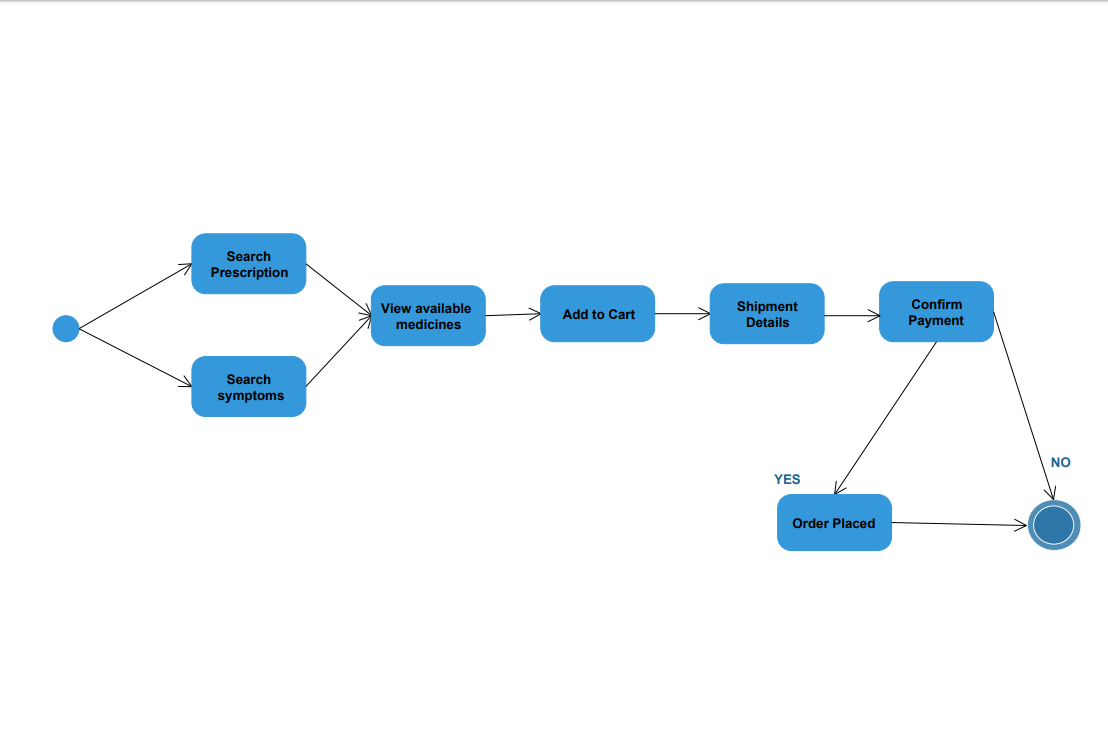 Search
Prescription
Search
symptoms
View available
medicines
Add to Cart
Shipment
Details
Confirm
Payment
YES
NO
Order Placed